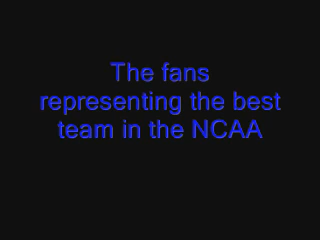 The fans
representing the best
team in the NCAA